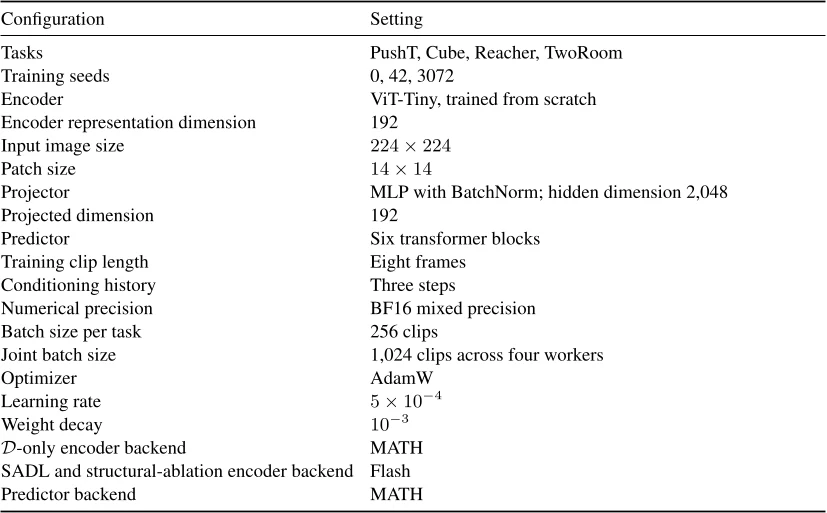 Configuration Setting
Tasks PushT, Cube, Reacher, TwoRoom
Training seeds 0, 42, 3072
Encoder ViT-Tiny, trained from scratch
Encoder representation dimension 192
Input image size 224 × 224
Patch size 14 × 14
Projector MLP with BatchNorm; hidden dimension 2,048
Projected dimension 192
Predictor Six transformer blocks
Training clip length Eight frames
Conditioning history Three steps
Numerical precision BF16 mixed precision
Batch size per task 256 clips
Joint batch size 1,024 clips across four workers
Optimizer AdamW
Learning rate 5 × 10⁻⁴
Weight decay 10⁻³
𝒟-only encoder backend MATH
SADL and structural-ablation encoder backend Flash
Predictor backend MATH